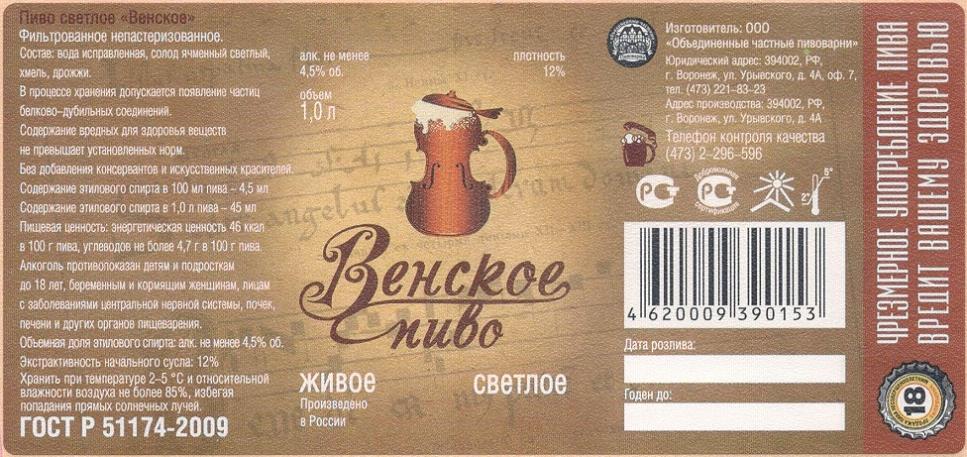 Пиво светлое «Венское»
Фильтрованное непастеризованное.
Состав: вода исправленная, солод ячменный светлый,
хмель, дрожжи.
В процессе хранения допускается появление частиц
белково-дубильных соединений.
Содержание вредных для здоровья веществ
не превышает установленных норм.
Без добавления консервантов и искусственных красителей.
Содержание этилового спирта в 100 мл пива – 4,5 мл
Содержание этилового спирта в 1,0 л пива – 45 мл
Пищевая ценность: энергетическая ценность 46 ккал
в 100 г пива, углеводов не более 4,7 г в 100 г пива.
Алкоголь противопоказан детям и подросткам
до 18 лет, беременным и кормящим женщинам, лицам
с заболеваниями центральной нервной системы, почек,
печени и других органов пищеварения.
Объемная доля этилового спирта: алк. не менее 4,5% об.
Экстрактивность начального сусла: 12%
Хранить при температуре 2–5 °С и относительной
влажности воздуха не более 85%, избегая
попадания прямых солнечных лучей.
ГОСТ Р 51174-2009
алк. не менее
4,5% об.
объем
1,0 л
плотность
12%
Венское
пиво
живое
светлое
Произведено
в России
Изготовитель: ООО
«Объединенные частные пивоварни»
Юридический адрес: 394002, РФ,
г. Воронеж, ул. Урывского, д. 4А, оф. 7,
тел. (473) 221–83–23
Адрес производства: 394002, РФ,
г. Воронеж, ул. Урывского, д. 4А
Телефон контроля качества
(473) 2–296–596
Добровольная
сертификация
2°
5°
4 620009 390153
Дата розлива:
Годен до:
ЧРЕЗМЕРНОЕ УПОТРЕБЛЕНИЕ ПИВА
ВРЕДИТ ВАШЕМУ ЗДОРОВЬЮ
18